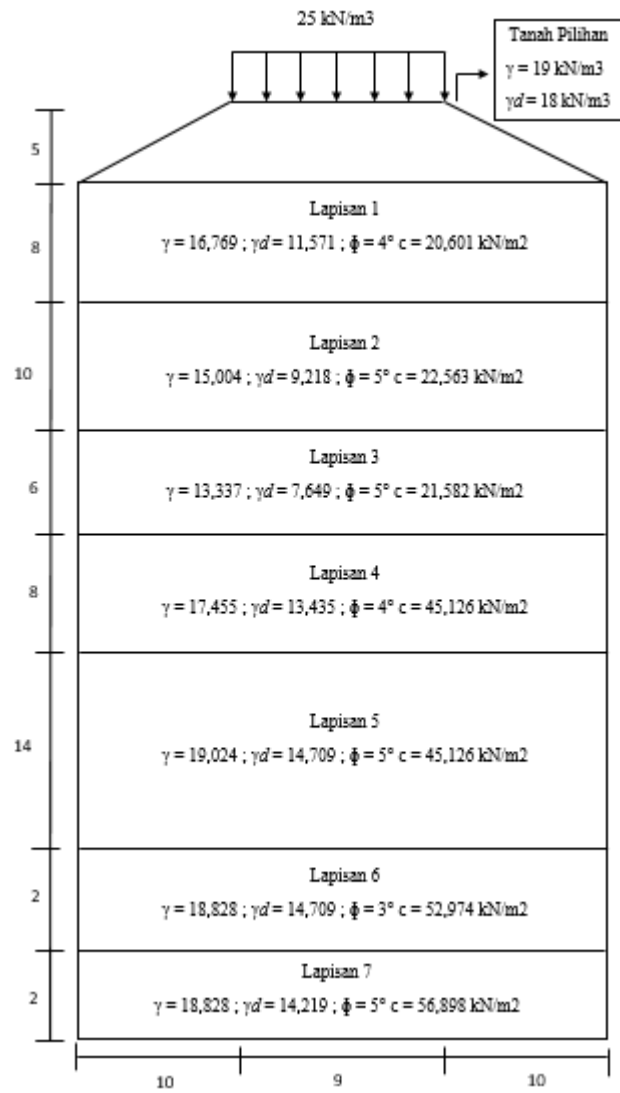 25 kN/m3
Tanah Pilihan
γ = 19 kN/m3
γd = 18 kN/m3
5
Lapisan 1
γ = 16,769 ; γd = 11,571 ; ϕ = 4° c = 20,601 kN/m2
8
Lapisan 2
γ = 15,004 ; γd = 9,218 ; ϕ = 5° c = 22,563 kN/m2
10
Lapisan 3
γ = 13,337 ; γd = 7,649 ; ϕ = 5° c = 21,582 kN/m2
6
Lapisan 4
γ = 17,455 ; γd = 13,435 ; ϕ = 4° c = 45,126 kN/m2
8
Lapisan 5
γ = 19,024 ; γd = 14,709 ; ϕ = 5° c = 45,126 kN/m2
14
Lapisan 6
γ = 18,828 ; γd = 14,709 ; ϕ = 3° c = 52,974 kN/m2
2
Lapisan 7
γ = 18,828 ; γd = 14,219 ; ϕ = 5° c = 56,898 kN/m2
2
10
9
10